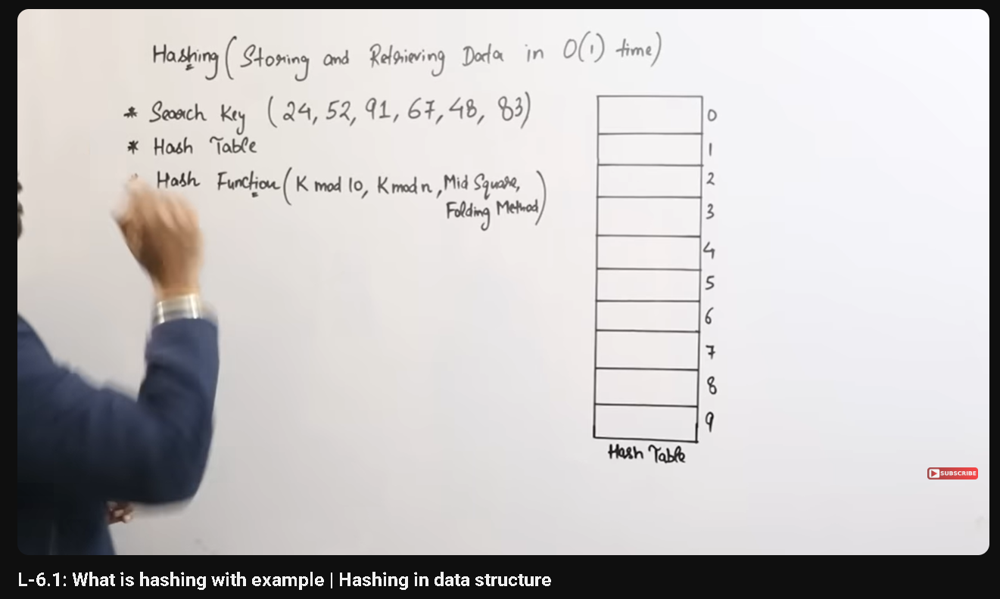 Hashing (Storing and Retrieving Data in O(1) time)
* Search Key (24, 52, 91, 67, 48, 83)
* Hash Table
* Hash Function (K mod 10, K mod n, Mid Square,
Folding Method)
0
1
2
3
4
5
6
7
8
9
Hash Table
SUBSCRIBE
L-6.1: What is hashing with example | Hashing in data structure